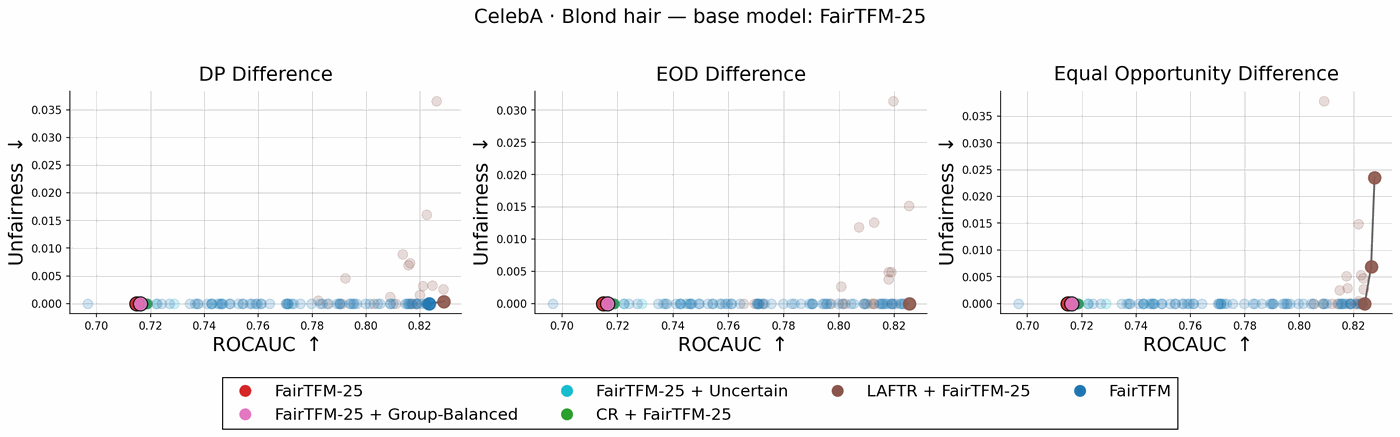 CelebA · Blond hair — base model: FairTFM-25
DP Difference
EOD Difference
Equal Opportunity Difference
Unfairness ↓
0.035
0.030
0.025
0.020
0.015
0.010
0.005
0.000
0.70 0.72 0.74 0.76 0.78 0.80 0.82
ROCAUC ↑
Unfairness ↓
0.030
0.025
0.020
0.015
0.010
0.005
0.000
0.70 0.72 0.74 0.76 0.78 0.80 0.82
ROCAUC ↑
Unfairness ↓
0.035
0.030
0.025
0.020
0.015
0.010
0.005
0.000
0.70 0.72 0.74 0.76 0.78 0.80 0.82
ROCAUC ↑
FairTFM-25
FairTFM-25 + Uncertain
LAFTR + FairTFM-25
FairTFM
FairTFM-25 + Group-Balanced
CR + FairTFM-25